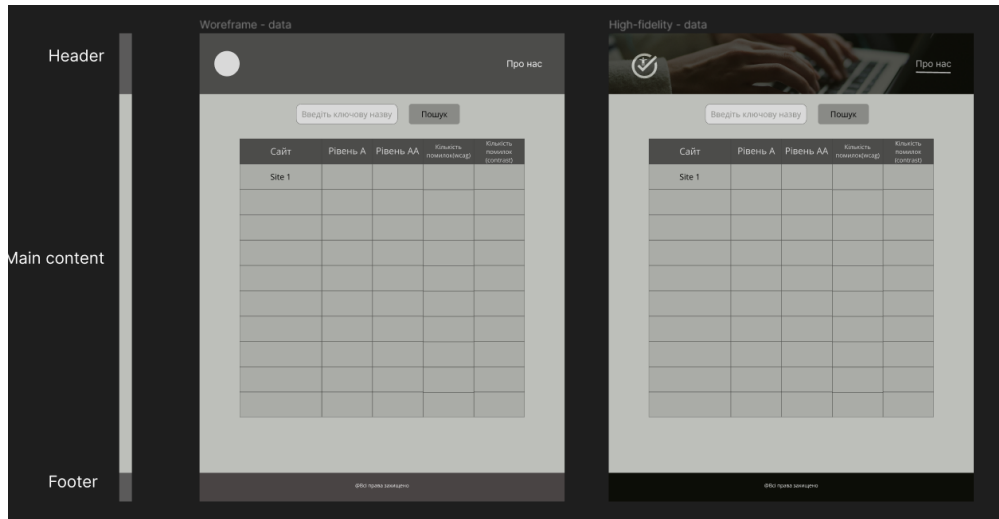 Woreframe - data
High-fidelity - data
Header
Про нас
Про нас
Введіть ключову назву
Пошук
Введіть ключову назву
Пошук
Сайт
Рівень A
Рівень AA
Кількість
помилок(wcag)
Кількість
помилок
(contrast)
Сайт
Рівень A
Рівень AA
Кількість
помилок(wcag)
Кількість
помилок
(contrast)
Site 1
Site 1
Main content
Footer
@Всі права захищено
@Всі права захищено